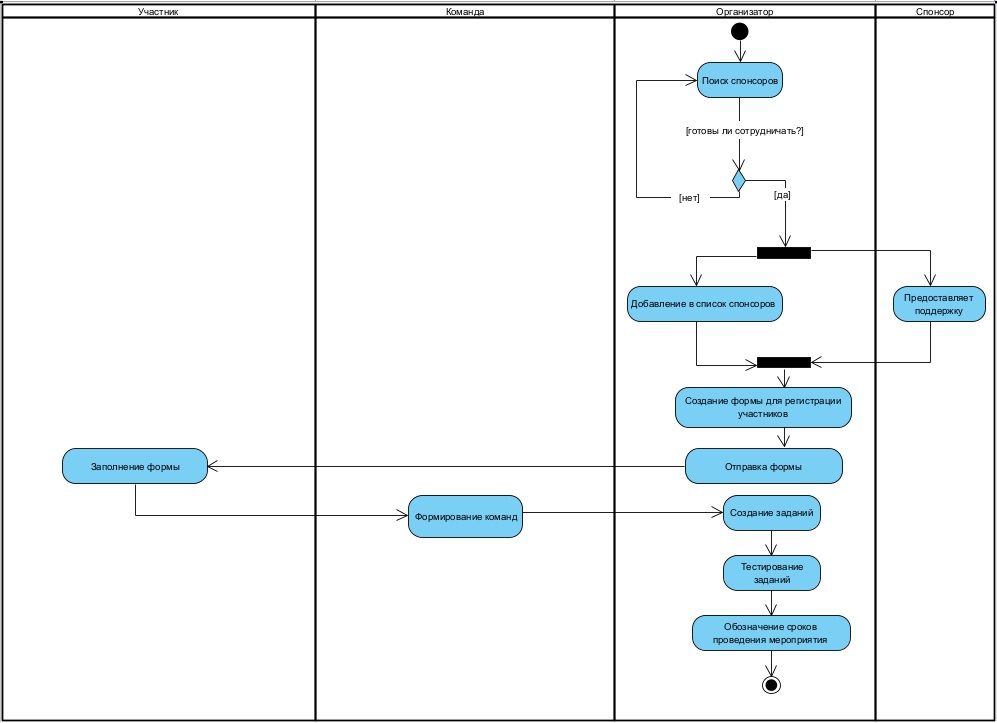 Участник
Команда
Организатор
Спонсор
Поиск спонсоров
[готовы ли сотрудничать?]
[нет]
[да]
Добавление в список спонсоров
Предоставляет
поддержку
Создание формы для регистрации
участников
Заполнение формы
Отправка формы
Формирование команд
Создание заданий
Тестирование
заданий
Обозначение сроков
проведения мероприятия